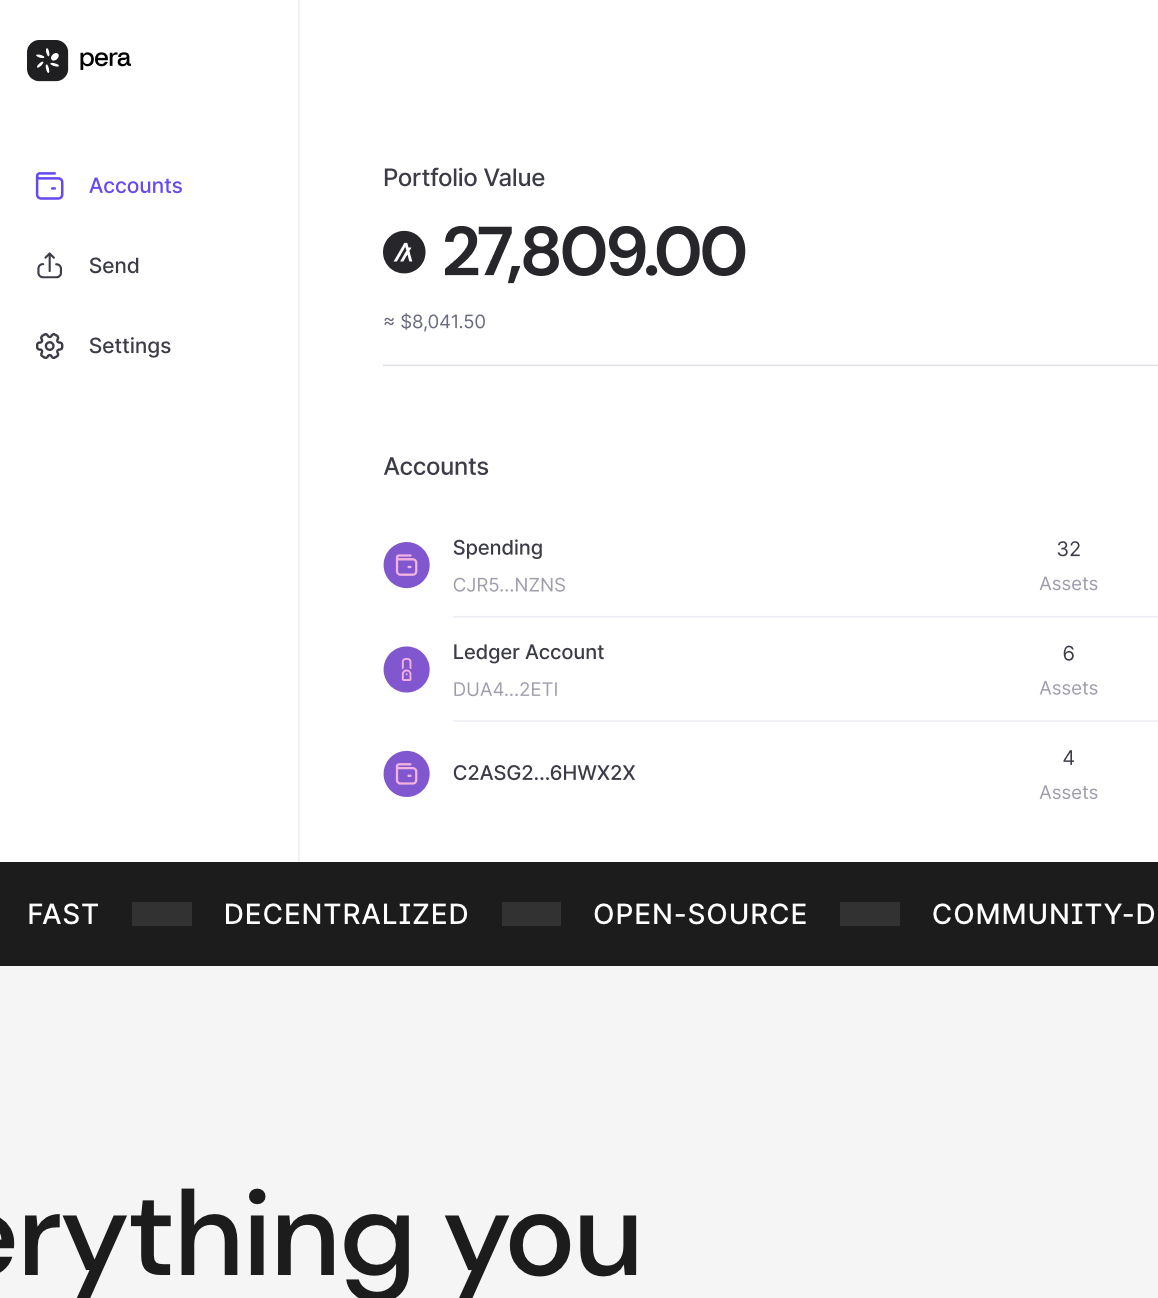 pera
Accounts
Send
Settings
Portfolio Value
27,809.00
≈ $8,041.50
Accounts
Spending
CJR5...NZNS
32
Assets
Ledger Account
DUA4...2ETI
6
Assets
C2ASG2...6HWX2X
4
Assets
FAST DECENTRALIZED OPEN-SOURCE COMMUNITY-D
erything you